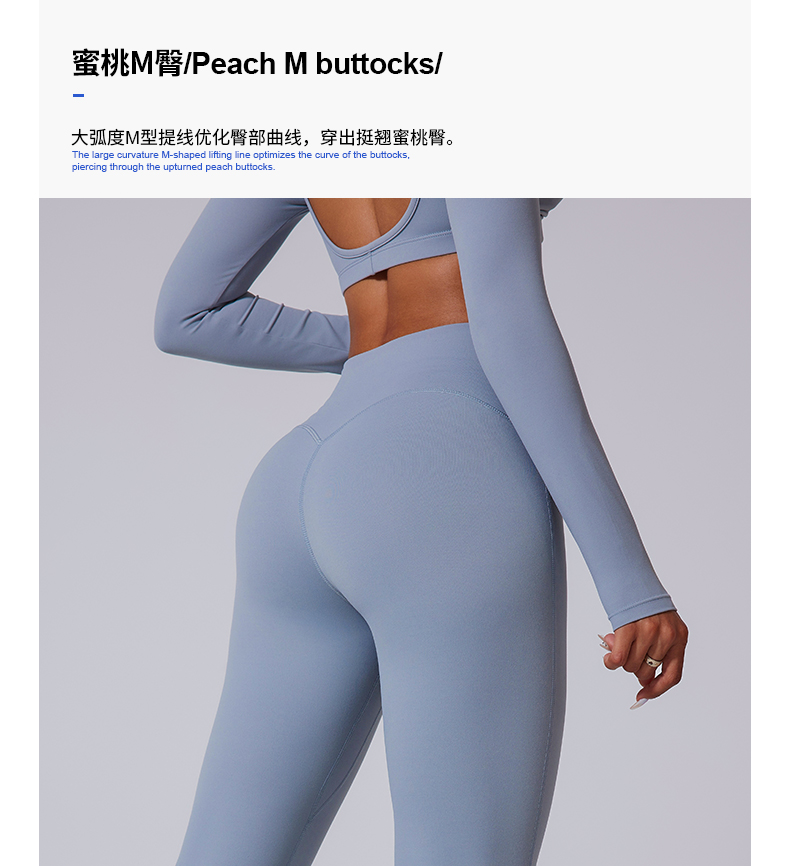 蜜桃M臀/Peach M buttocks/
大弧度M型提线优化臀部曲线，穿出挺翘蜜桃臀。
The large curvature M-shaped lifting line optimizes the curve of the buttocks,
piercing through the upturned peach buttocks.